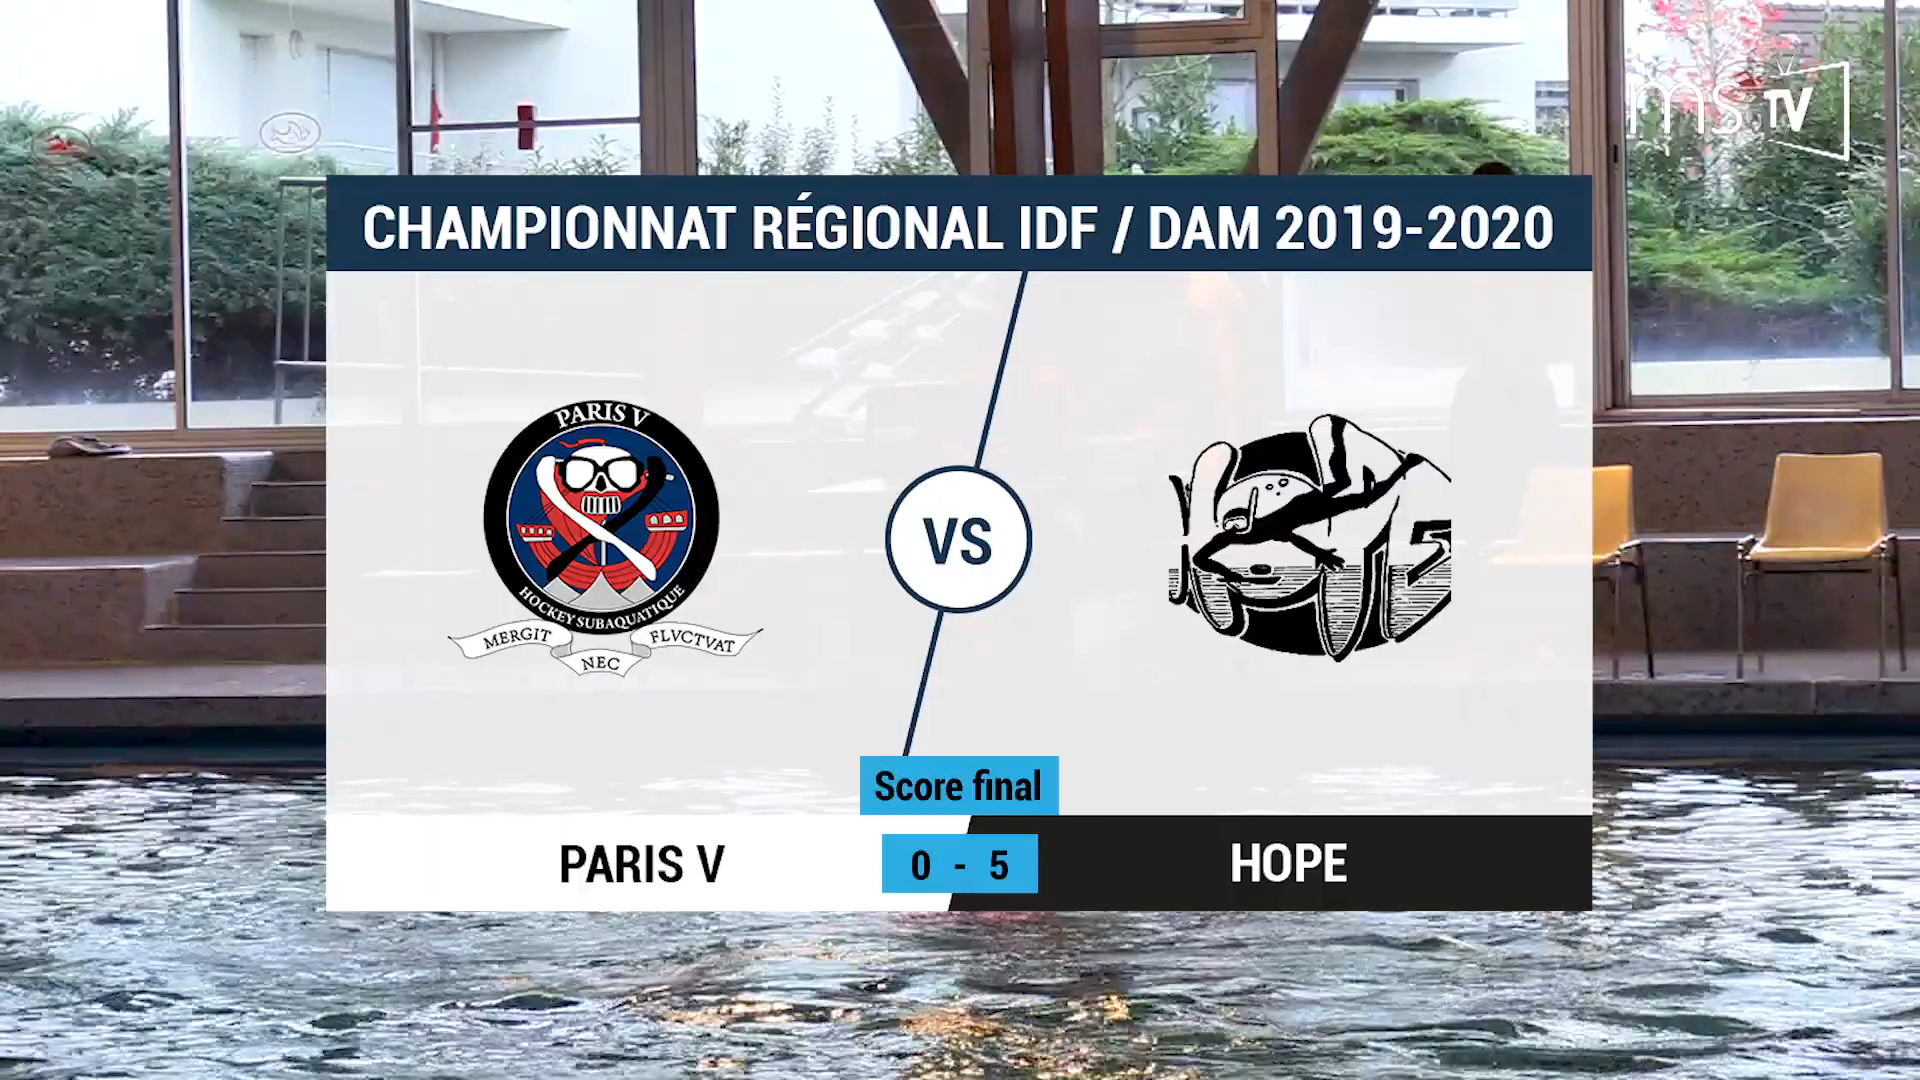 ms TV
CHAMPIONNAT RÉGIONAL IDF / DAM 2019-2020
PARIS V
HOCKEY SUBAQUATIQUE
MERGIT NEC FLVCTVAT
VS
Score final
PARIS V 0 - 5 HOPE